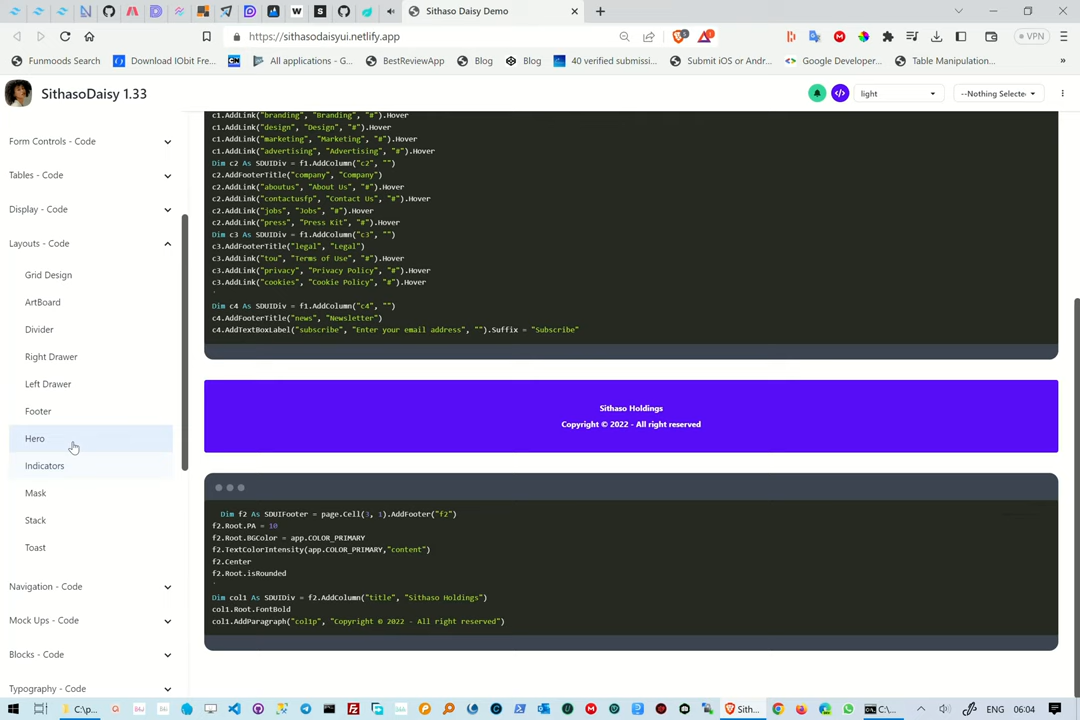 Sithaso Daisy Demo
https://sithasodaisyui.netlify.app
VPN
Funmoods Search
Download IObit Fre...
All applications - G...
BestReviewApp
Blog
Blog
40 verified submissi...
Submit iOS or Andr...
Google Developer...
Table Manipulation...
SithasoDaisy 1.33
light
--Nothing Selecte
Form Controls - Code
Tables - Code
Display - Code
Layouts - Code
Grid Design
ArtBoard
Divider
Right Drawer
Left Drawer
Footer
Hero
Indicators
Mask
Stack
Toast
Navigation - Code
Mock Ups - Code
Blocks - Code
Typography - Code
c1.AddLink("branding", "Branding", "#").Hover
c1.AddLink("design", "Design", "#").Hover
c1.AddLink("marketing", "Marketing", "#").Hover
c1.AddLink("advertising", "Advertising", "#").Hover
Dim c2 As SDUIDiv = f1.AddColumn("c2", "")
c2.AddFooterTitle("company", "Company")
c2.AddLink("aboutus", "About Us", "#").Hover
c2.AddLink("contactusfp", "Contact Us", "#").Hover
c2.AddLink("jobs", "Jobs", "#").Hover
c2.AddLink("press", "Press Kit", "#").Hover
Dim c3 As SDUIDiv = f1.AddColumn("c3", "")
c3.AddFooterTitle("legal", "Legal")
c3.AddLink("tou", "Terms of Use", "#").Hover
c3.AddLink("privacy", "Privacy Policy", "#").Hover
c3.AddLink("cookies", "Cookie Policy", "#").Hover
'
Dim c4 As SDUIDiv = f1.AddColumn("c4", "")
c4.AddFooterTitle("news", "Newsletter")
c4.AddTextBoxLabel("subscribe", "Enter your email address", "").Suffix = "Subscribe"
Sithaso Holdings
Copyright © 2022 - All right reserved
Dim f2 As SDUIFooter = page.Cell(3, 1).AddFooter("f2")
f2.Root.PA = 10
f2.Root.BGColor = app.COLOR_PRIMARY
f2.TextColorIntensity(app.COLOR_PRIMARY,"content")
f2.Center
f2.Root.isRounded
'
Dim col1 As SDUIDiv = f2.AddColumn("title", "Sithaso Holdings")
col1.Root.FontBold
col1.AddParagraph("col1p", "Copyright © 2022 - All right reserved")
C:\p...
Sith...
C:\...
ENG
06:04